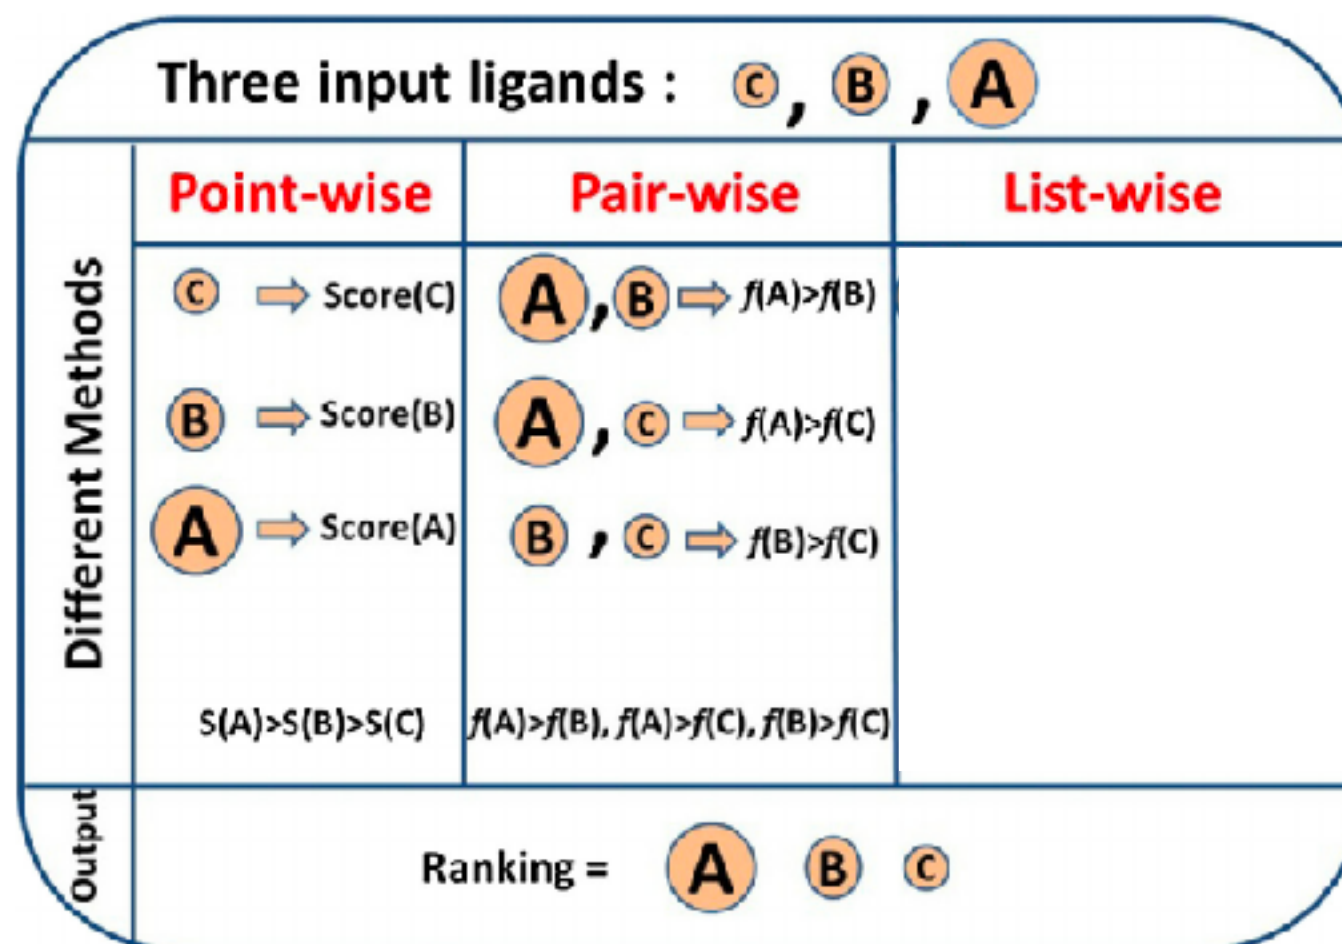 Three input ligands : C, B, A
Different Methods
Point-wise
C Score(C)
B Score(B)
A Score(A)
S(A)>S(B)>S(C)
Pair-wise
A, B f(A)>f(B)
A, C f(A)>f(C)
B, C f(B)>f(C)
f(A)>f(B), f(A)>f(C), f(B)>f(C)
List-wise
Output
Ranking = A B C